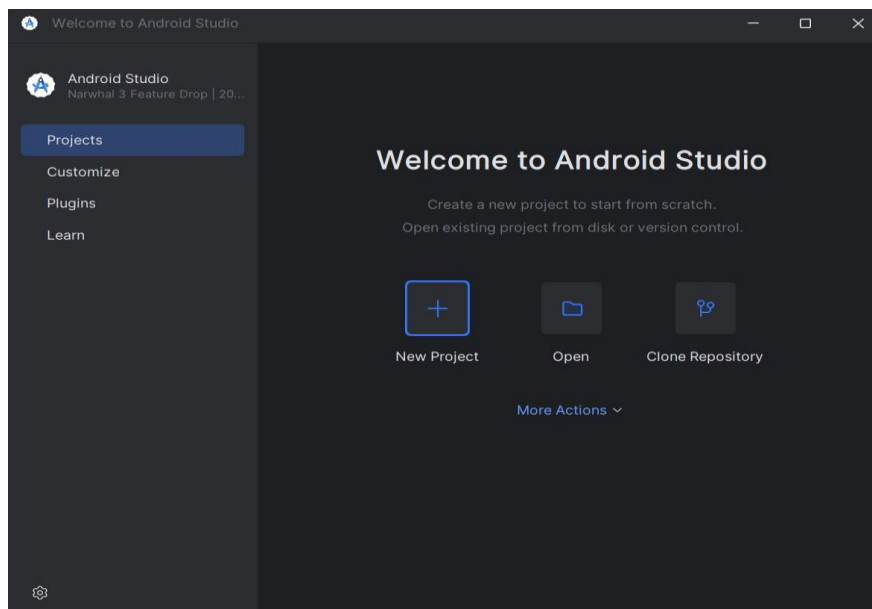 Welcome to Android Studio
Android Studio
Narwhal 3 Feature Drop | 20...
Projects
Customize
Plugins
Learn
Welcome to Android Studio
Create a new project to start from scratch.
Open existing project from disk or version control.
New Project
Open
Clone Repository
More Actions